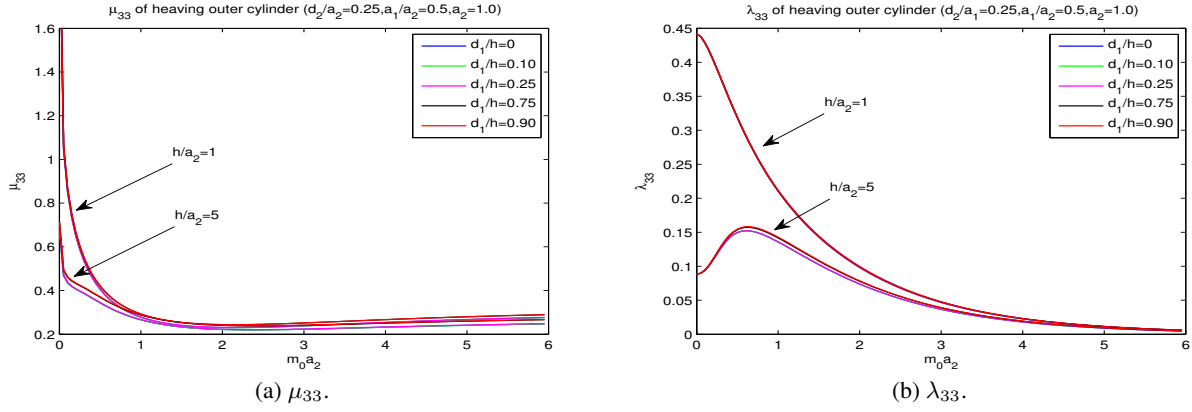 μ₃₃ of heaving outer cylinder (d₂/a₂=0.25,a₁/a₂=0.5,a₂=1.0)
1.6
1.4
1.2
1
0.8
0.6
0.4
0.2
μ₃₃
d₁/h=0
d₁/h=0.10
d₁/h=0.25
d₁/h=0.75
d₁/h=0.90
h/a₂=1
h/a₂=5
0 1 2 3 4 5 6
m₀a₂
(a) μ₃₃.
λ₃₃ of heaving outer cylinder (d₂/a₁=0.25,a₁/a₂=0.5,a₂=1.0)
0.45
0.4
0.35
0.3
0.25
0.2
0.15
0.1
0.05
0
λ₃₃
d₁/h=0
d₁/h=0.10
d₁/h=0.25
d₁/h=0.75
d₁/h=0.90
h/a₂=1
h/a₂=5
0 1 2 3 4 5 6
m₀a₂
(b) λ₃₃.